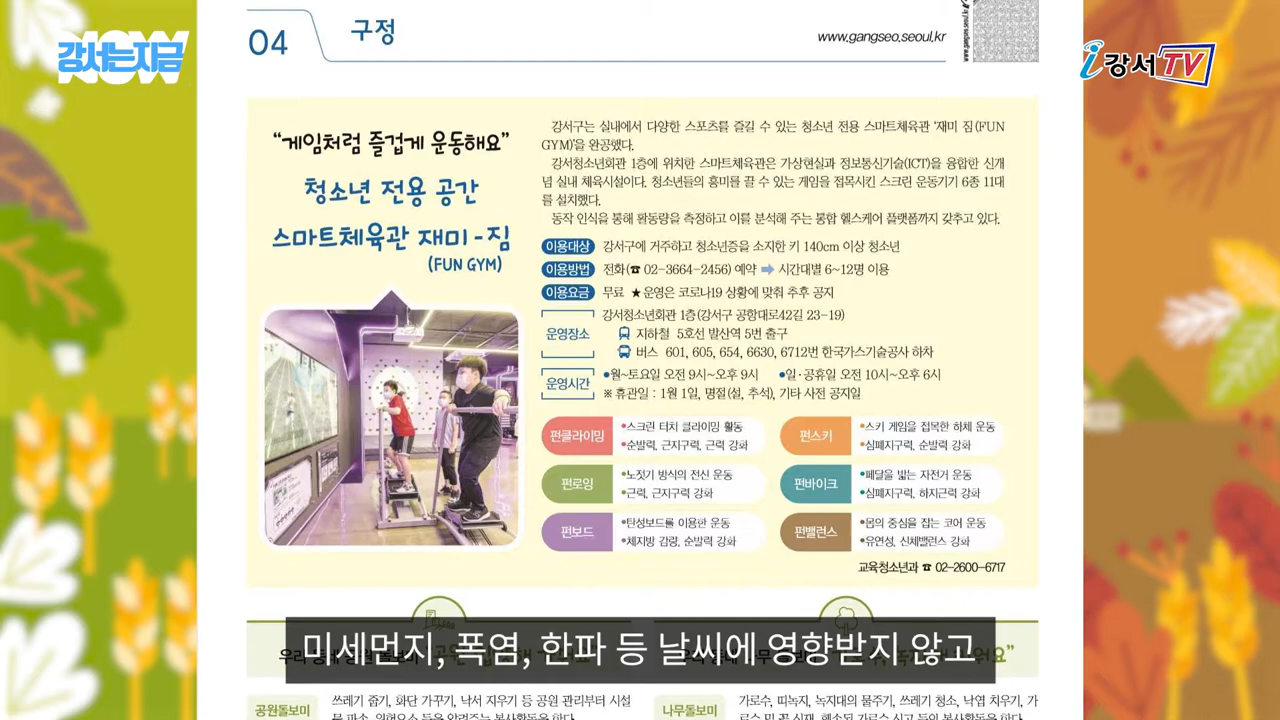 강서는지금
NOW
04
구정
www.gangseo.seoul.kr
www.gangseo.seoul.kr
i강서TV
“게임처럼 즐겁게 운동해요”
청소년 전용 공간
스마트체육관 재미-짐
(FUN GYM)
강서구는 실내에서 다양한 스포츠를 즐길 수 있는 청소년 전용 스마트체육관 ‘재미 짐(FUN
GYM)’을 완공했다.
강서청소년회관 1층에 위치한 스마트체육관은 가상현실과 정보통신기술(ICT)을 융합한 신개
념 실내 체육시설이다. 청소년들의 흥미를 끌 수 있는 게임을 접목시킨 스크린 운동기기 6종 11대
를 설치했다.
동작 인식을 통해 활동량을 측정하고 이를 분석해 주는 통합 헬스케어 플랫폼까지 갖추고 있다.
이용대상 강서구에 거주하고 청소년증을 소지한 키 140cm 이상 청소년
이용방법 전화(☎ 02-3664-2456) 예약 ➡ 시간대별 6~12명 이용
이용요금 무료 ★운영은 코로나19 상황에 맞춰 추후 공지
운영장소 강서청소년회관 1층(강서구 공항대로42길 23-19)
지하철 5호선 발산역 5번 출구
버스 601, 605, 654, 6630, 6712번 한국가스기술공사 하차
운영시간 •월~토요일 오전 9시~오후 9시 •일·공휴일 오전 10시~오후 6시
※ 휴관일 : 1월 1일, 명절(설, 추석), 기타 사전 공지일
펀클라이밍 •스크린 터치 클라이밍 활동
•순발력, 근지구력, 근력 강화
펀스키 •스키 게임을 접목한 하체 운동
•심폐지구력, 순발력 강화
펀로잉 •노젓기 방식의 전신 운동
•근력, 근지구력 강화
펀바이크 •페달을 밟는 자전거 운동
•심폐지구력, 하지근력 강화
펀보드 •탄성보드를 이용한 운동
•체지방 감량, 순발력 강화
펀밸런스 •몸의 중심을 잡는 코어 운동
•유연성, 신체밸런스 강화
교육청소년과 ☎ 02-2600-6717
미세먼지, 폭염, 한파 등 날씨에 영향받지 않고
공원돌보미 쓰레기 줍기, 화단 가꾸기, 낙서 지우기 등 공원 관리부터 시설
물 파손, 위험요소 등을 알려주는 봉사활동을 한다.
나무돌보미 가로수, 피녹지, 녹지대의 물주기, 쓰레기 청소, 낙엽 치우기, 가